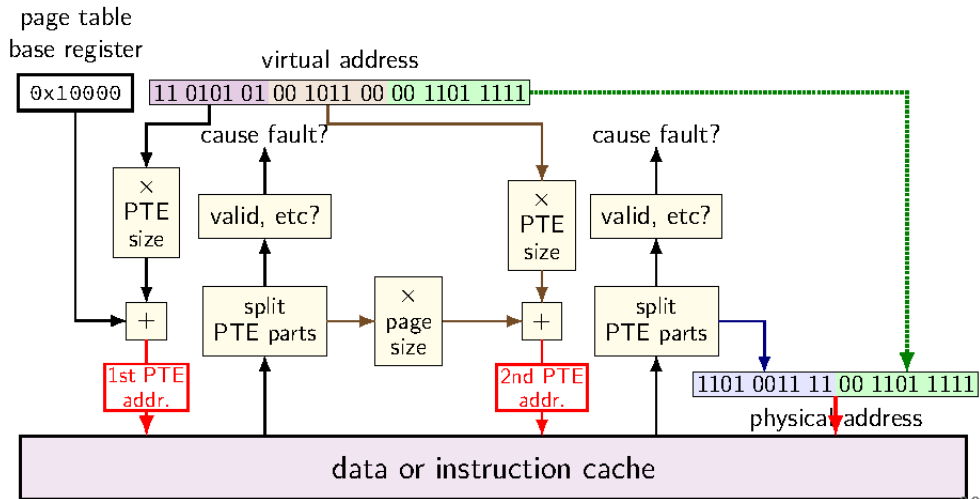 page table
base register
virtual address
0x10000
11 0101 01 00 1011 00 00 1101 1111
cause fault?
cause fault?
×
PTE
size
valid, etc?
×
PTE
size
valid, etc?
+
split
PTE parts
×
page
size
+
split
PTE parts
1st PTE
addr.
2nd PTE
addr.
1101 0011 11 00 1101 1111
physical address
data or instruction cache